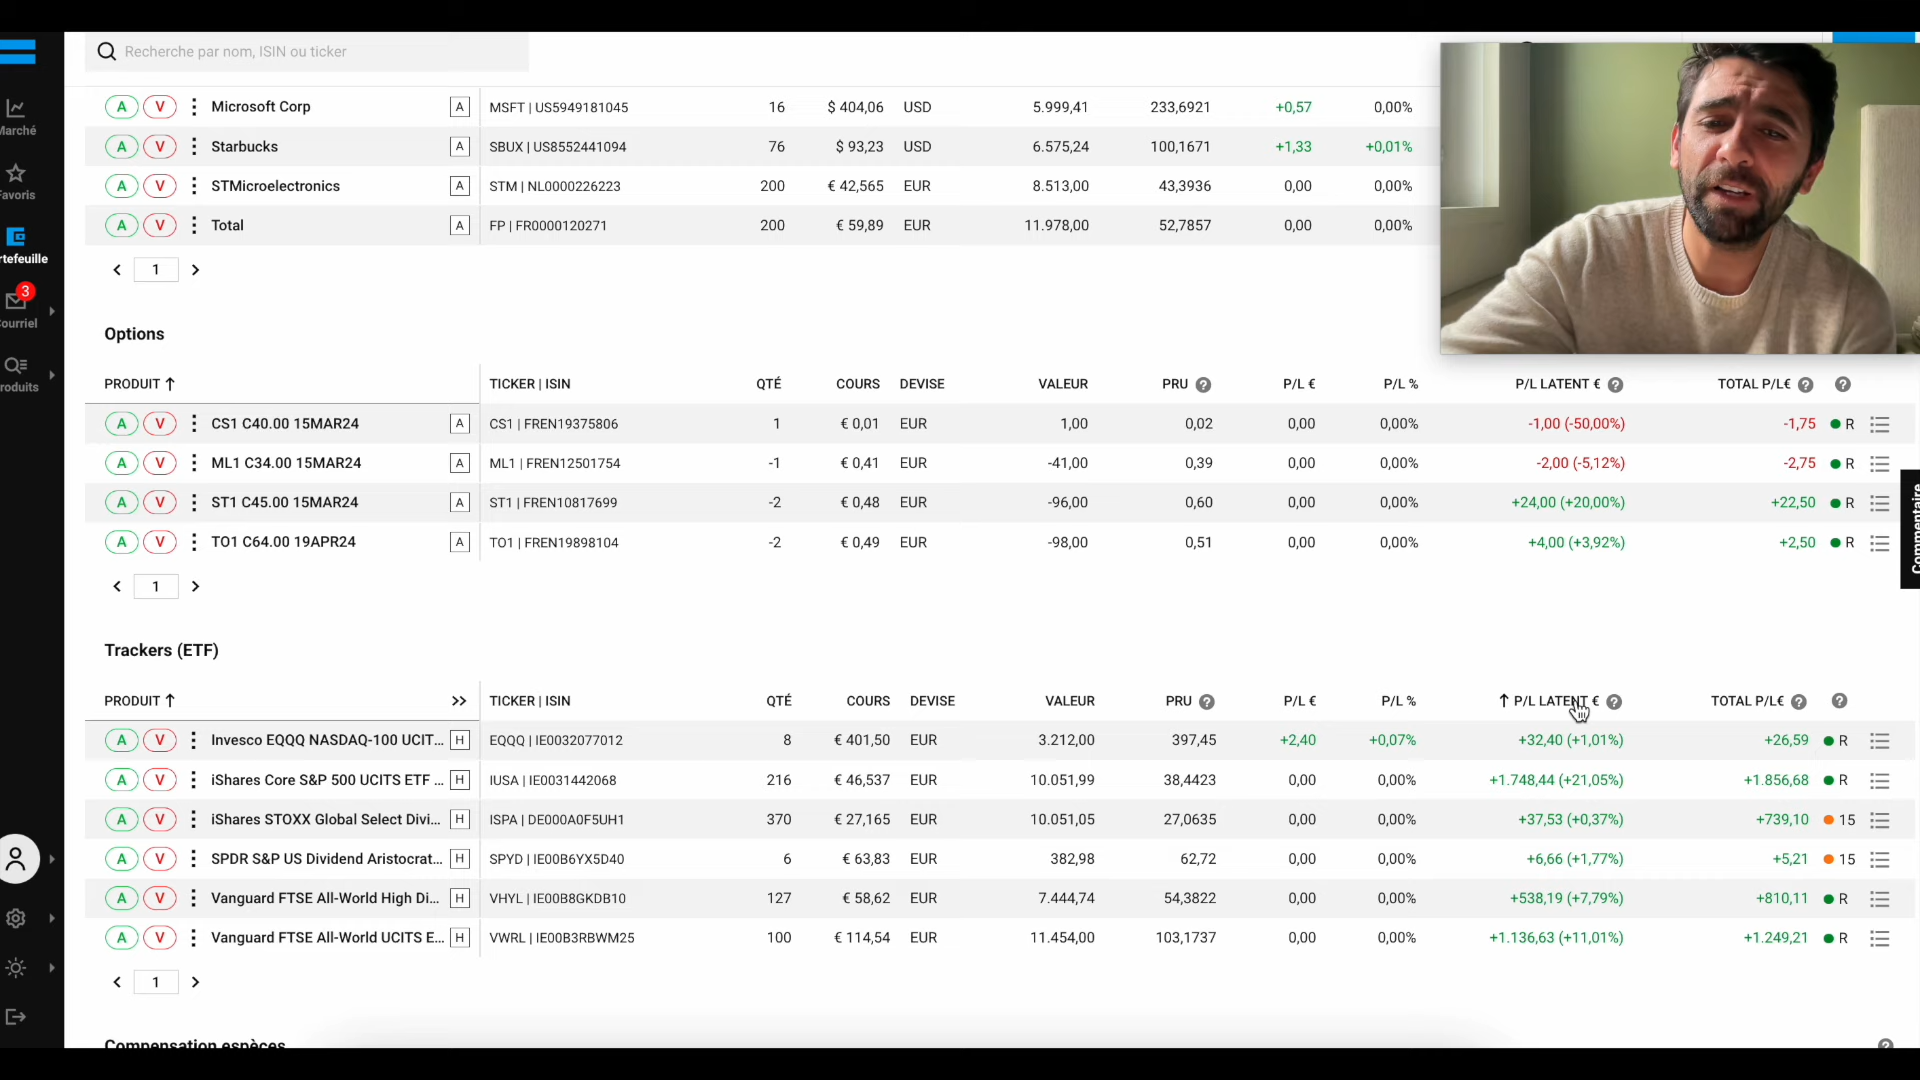 Recherche par nom, ISIN ou ticker
Marché
Favoris
rtefeuille
3
Courriel
roduits
A V Microsoft Corp A MSFT | US5949181045 16 $ 404,06 USD 5.999,41 233,6921 +0,57 0,00%
A V Starbucks A SBUX | US8552441094 76 $ 93,23 USD 6.575,24 100,1671 +1,33 +0,01%
A V STMicroelectronics A STM | NL0000226223 200 € 42,565 EUR 8.513,00 43,3936 0,00 0,00%
A V Total A FP | FR0000120271 200 € 59,89 EUR 11.978,00 52,7857 0,00 0,00%
< 1 >
Options
PRODUIT ↑ TICKER | ISIN QTÉ COURS DEVISE VALEUR PRU ? P/L € P/L % P/L LATENT € ? TOTAL P/L€ ? ?
A V CS1 C40.00 15MAR24 A CS1 | FREN19375806 1 € 0,01 EUR 1,00 0,02 0,00 0,00% -1,00 (-50,00%) -1,75 R
A V ML1 C34.00 15MAR24 A ML1 | FREN12501754 -1 € 0,41 EUR -41,00 0,39 0,00 0,00% -2,00 (-5,12%) -2,75 R
A V ST1 C45.00 15MAR24 A ST1 | FREN10817699 -2 € 0,48 EUR -96,00 0,60 0,00 0,00% +24,00 (+20,00%) +22,50 R
A V TO1 C64.00 19APR24 A TO1 | FREN19898104 -2 € 0,49 EUR -98,00 0,51 0,00 0,00% +4,00 (+3,92%) +2,50 R
< 1 >
Commentaire
Trackers (ETF)
PRODUIT ↑ >> TICKER | ISIN QTÉ COURS DEVISE VALEUR PRU ? P/L € P/L % ↑ P/L LATENT € ? TOTAL P/L€ ? ?
A V Invesco EQQQ NASDAQ-100 UCIT... H EQQQ | IE0032077012 8 € 401,50 EUR 3.212,00 397,45 +2,40 +0,07% +32,40 (+1,01%) +26,59 R
A V iShares Core S&P 500 UCITS ETF ... H IUSA | IE0031442068 216 € 46,537 EUR 10.051,99 38,4423 0,00 0,00% +1.748,44 (+21,05%) +1.856,68 R
A V iShares STOXX Global Select Divi... H ISPA | DE000A0F5UH1 370 € 27,165 EUR 10.051,05 27,0635 0,00 0,00% +37,53 (+0,37%) +739,10 15
A V SPDR S&P US Dividend Aristocrat... H SPYD | IE00B6YX5D40 6 € 63,83 EUR 382,98 62,72 0,00 0,00% +6,66 (+1,77%) +5,21 15
A V Vanguard FTSE All-World High Di... H VHYL | IE00B8GKDB10 127 € 58,62 EUR 7.444,74 54,3822 0,00 0,00% +538,19 (+7,79%) +810,11 R
A V Vanguard FTSE All-World UCITS E... H VWRL | IE00B3RBWM25 100 € 114,54 EUR 11.454,00 103,1737 0,00 0,00% +1.136,63 (+11,01%) +1.249,21 R
< 1 >
Compensation espèces ?